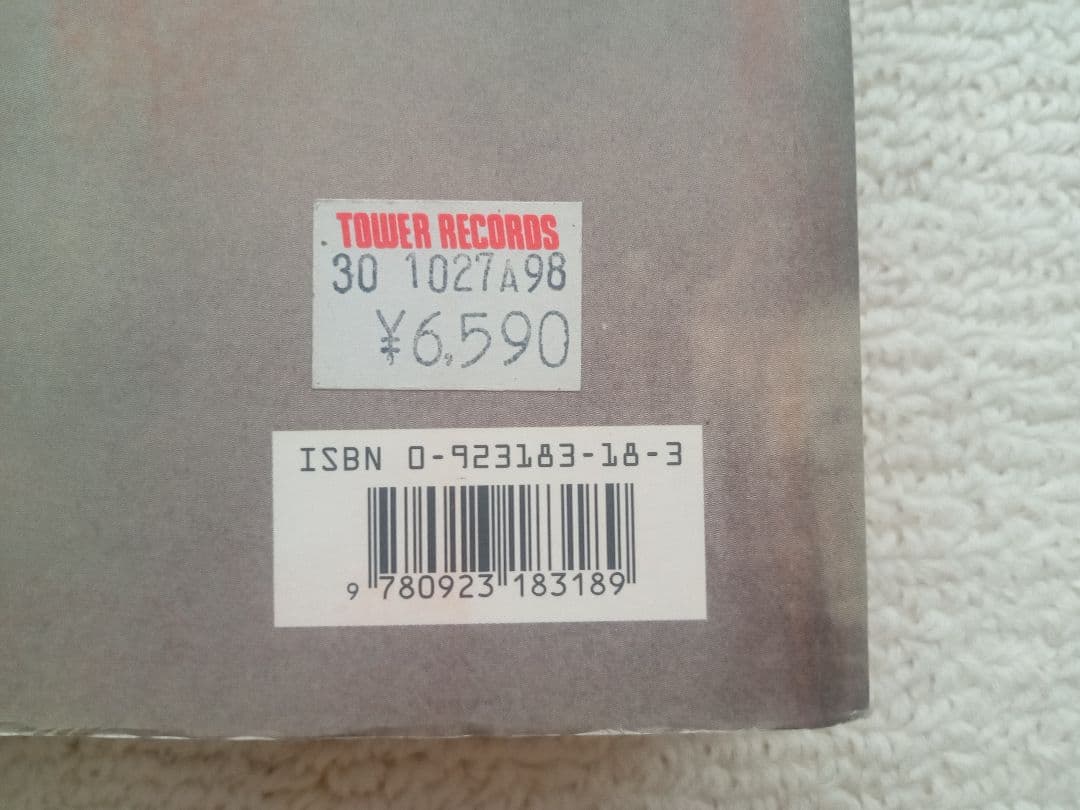 TOWER RECORDS
30 1027A98
¥6,590
ISBN 0-923183-18-3
9 780923 183189